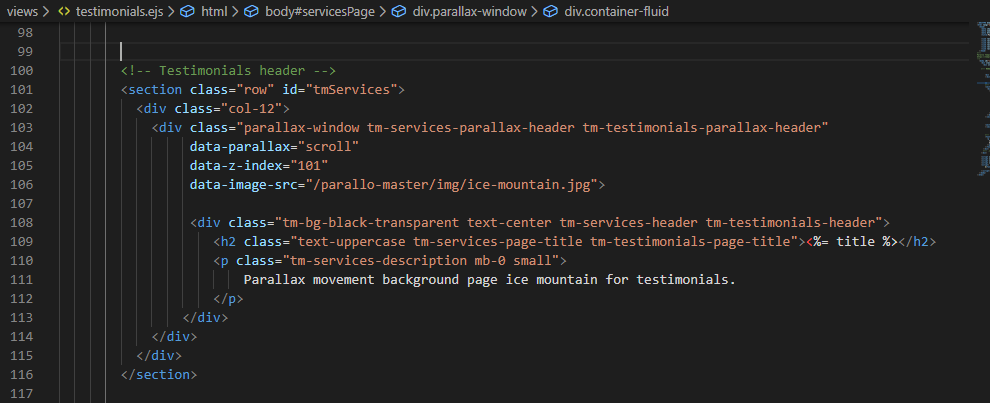 views > testimonials.ejs > html > body#servicesPage > div.parallax-window > div.container-fluid
98
99
100 <!-- Testimonials header -->
101 <section class="row" id="tmServices">
102 <div class="col-12">
103 <div class="parallax-window tm-services-parallax-header tm-testimonials-parallax-header"
104 data-parallax="scroll"
105 data-z-index="101"
106 data-image-src="/parallo-master/img/ice-mountain.jpg">
107
108 <div class="tm-bg-black-transparent text-center tm-services-header tm-testimonials-header">
109 <h2 class="text-uppercase tm-services-page-title tm-testimonials-page-title"><%= title %></h2>
110 <p class="tm-services-description mb-0 small">
111 Parallax movement background page ice mountain for testimonials.
112 </p>
113 </div>
114 </div>
115 </div>
116 </section>
117